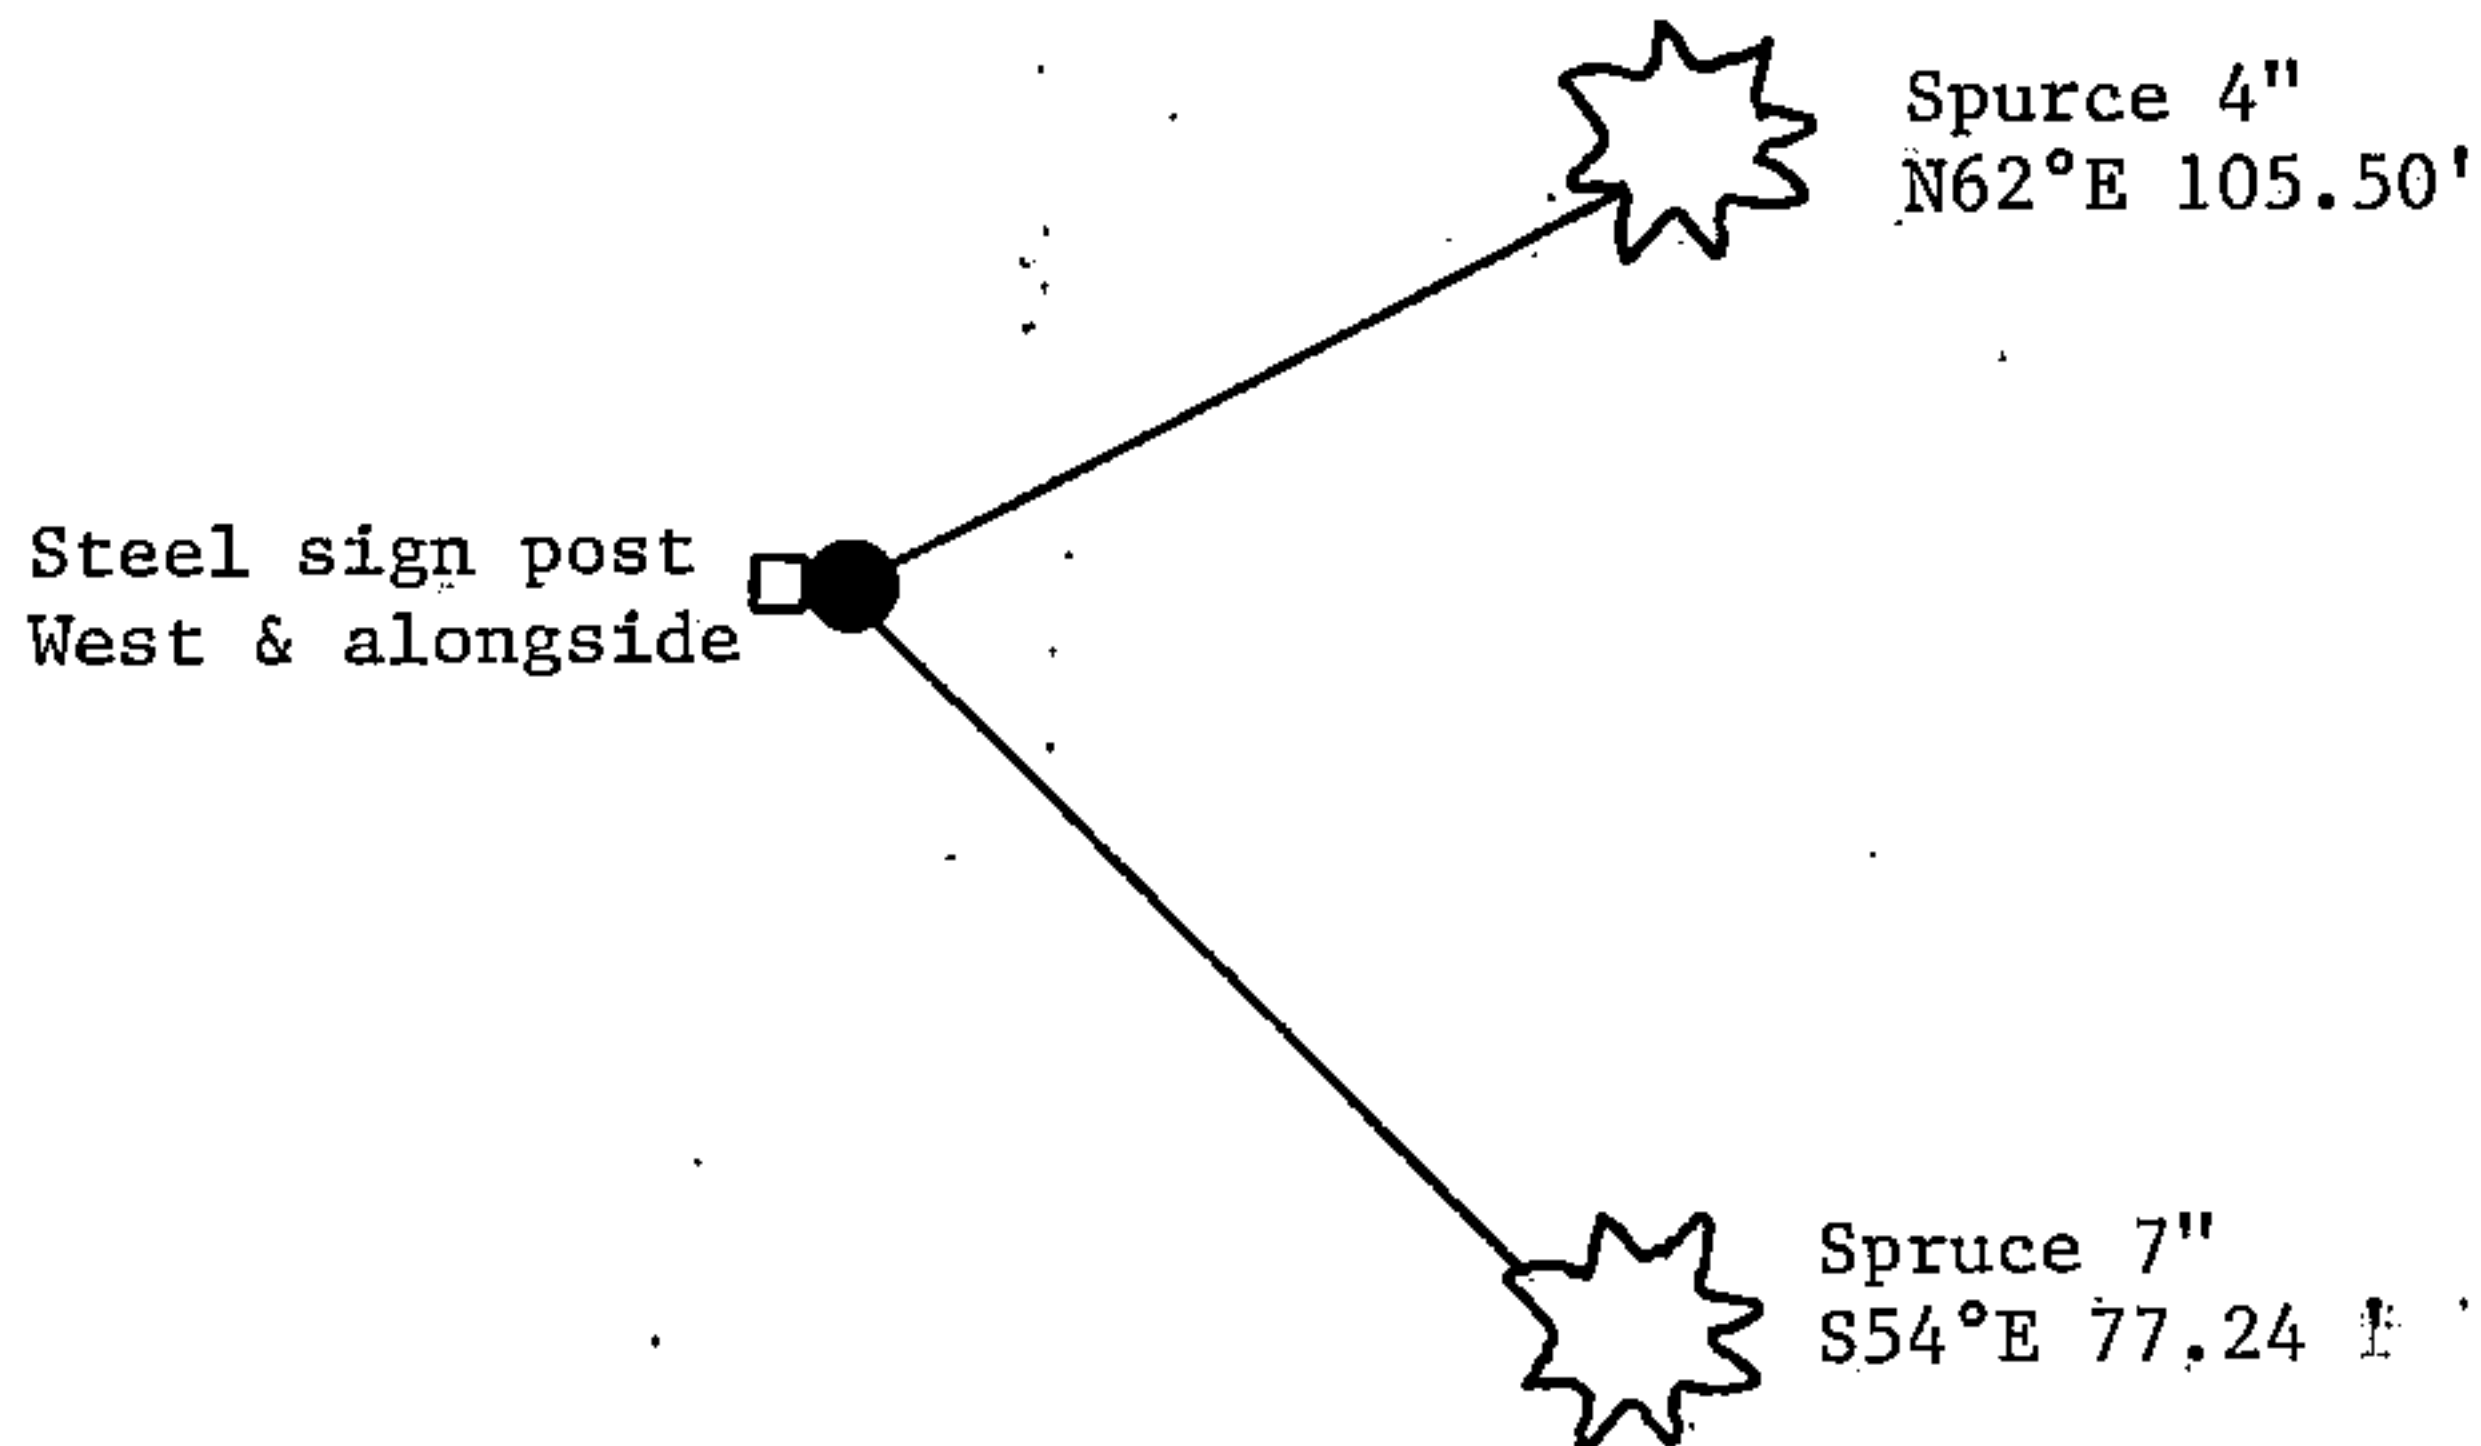 Spurce 4"
N62°E 105.50'
Steel sign post
West & alongside
Spruce 7"
S54°E 77.24